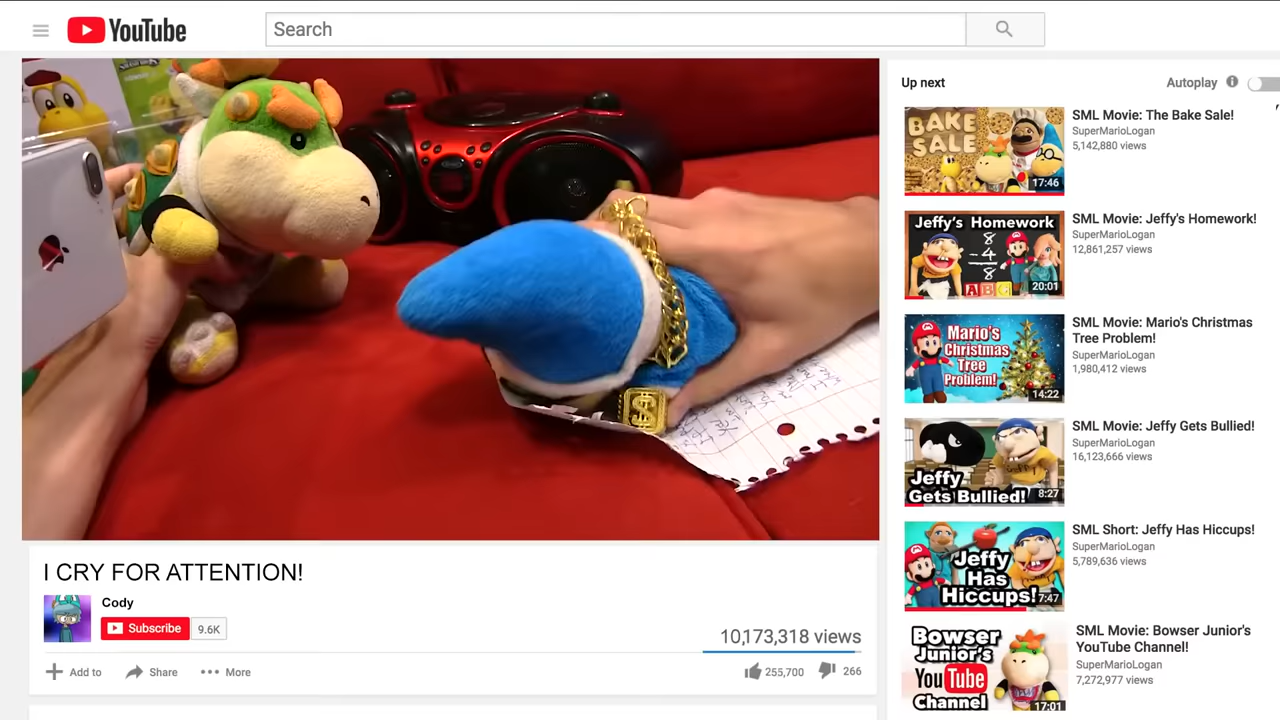 YouTube
Search
Up next
Autoplay
BAKE
SALE
17:46
SML Movie: The Bake Sale!
SuperMarioLogan
5,142,880 views
Jeffy's Homework
8
-4
8
ABC
20:01
SML Movie: Jeffy's Homework!
SuperMarioLogan
12,861,257 views
Mario's
Christmas
Tree
Problem!
14:22
SML Movie: Mario's Christmas
Tree Problem!
SuperMarioLogan
1,980,412 views
Jeffy
Gets Bullied!
8:27
SML Movie: Jeffy Gets Bullied!
SuperMarioLogan
16,123,666 views
Jeffy
Has
Hiccups!
7:47
SML Short: Jeffy Has Hiccups!
SuperMarioLogan
5,789,636 views
Bowser
Junior's
YouTube
Channel
17:01
SML Movie: Bowser Junior's
YouTube Channel!
SuperMarioLogan
7,272,977 views
$
I CRY FOR ATTENTION!
Cody
Subscribe
9.6K
10,173,318 views
Add to
Share
More
255,700
266